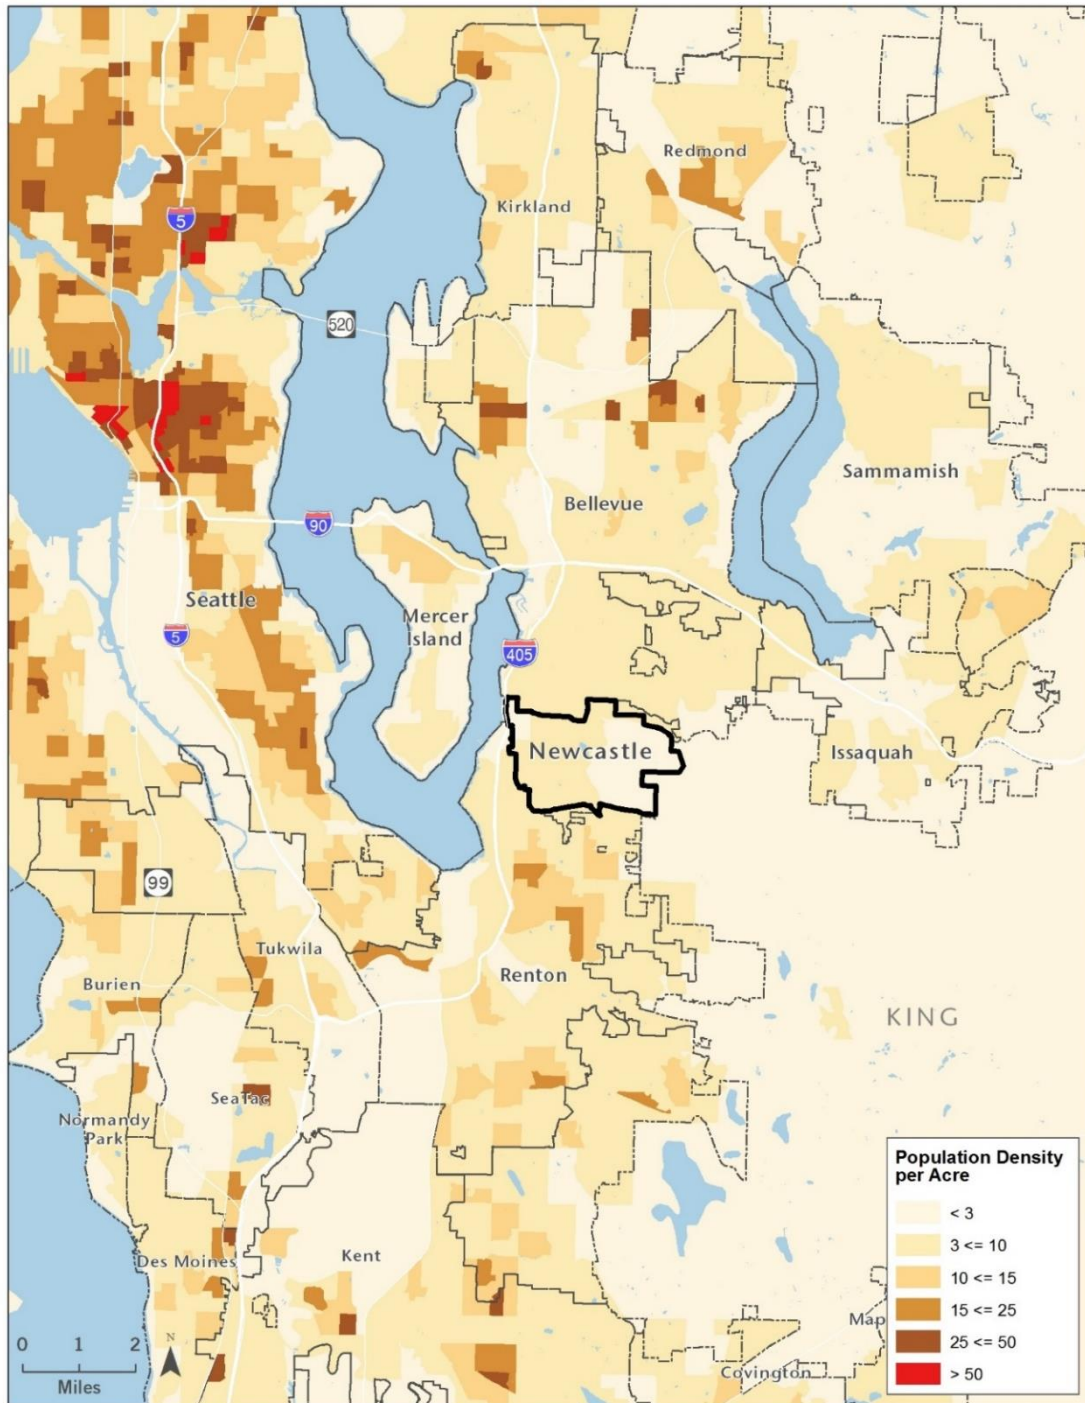 Redmond
Kirkland
5
520
Sammamish
Bellevue
90
Seattle
Mercer
Island
5
405
Newcastle
Issaquah
99
Tukwila
Renton
Burien
KING
SeaTac
Normandy
Park
Des Moines
Kent
Map
Covington
0 1 2
Miles
N
Population Density
per Acre
< 3
3 <= 10
10 <= 15
15 <= 25
25 <= 50
> 50